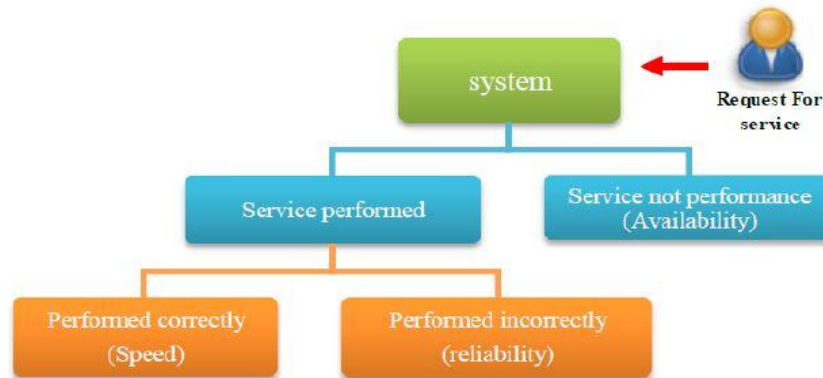 system
Request For
service
Service performed
Service not performance
(Availability)
Performed correctly
(Speed)
Performed incorrectly
(reliability)